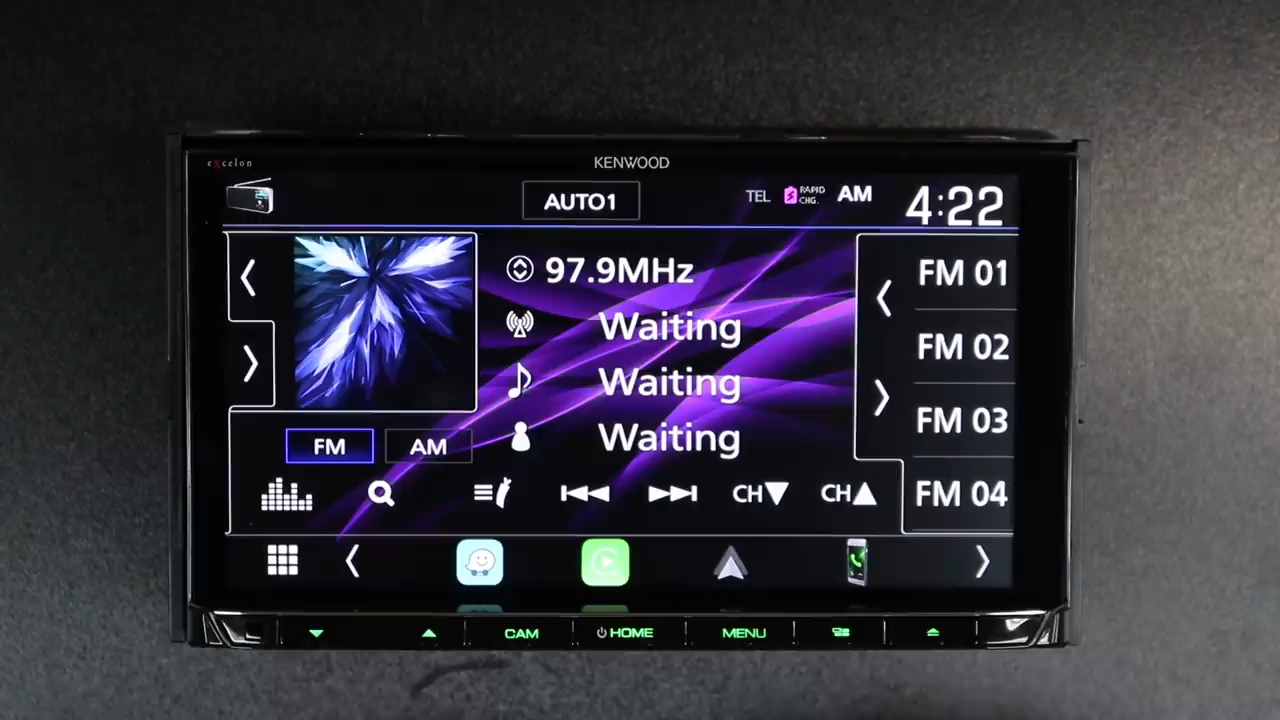 excelon
KENWOOD
AUTO1
TEL
RAPID
CHG.
AM
4:22
97.9MHz
Waiting
Waiting
Waiting
FM
AM
CH▼
CH▲
FM 01
FM 02
FM 03
FM 04
CAM
HOME
MENU